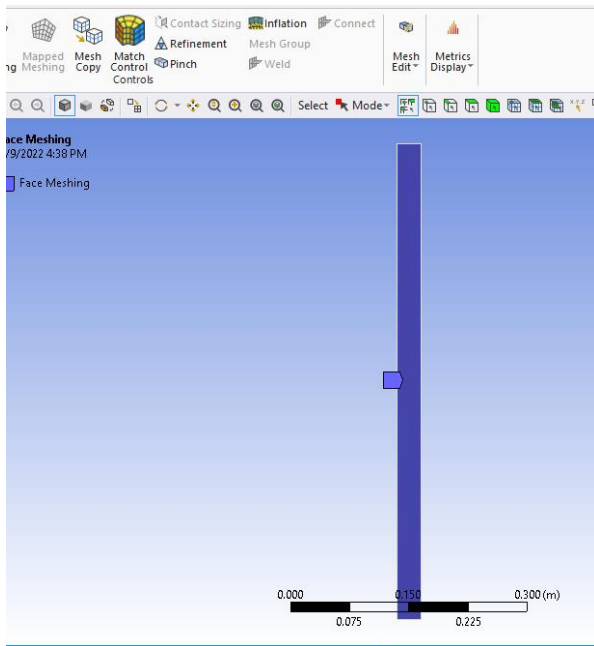 Contact Sizing Inflation Connect
Refinement Mesh Group
ng Mapped Meshing Mesh Copy Match Control Controls Pinch Weld Mesh Edit Metrics Display
Select Mode
ace Meshing
/9/2022 4:38 PM
Face Meshing
0.000 0.150 0.300 (m)
0.075 0.225